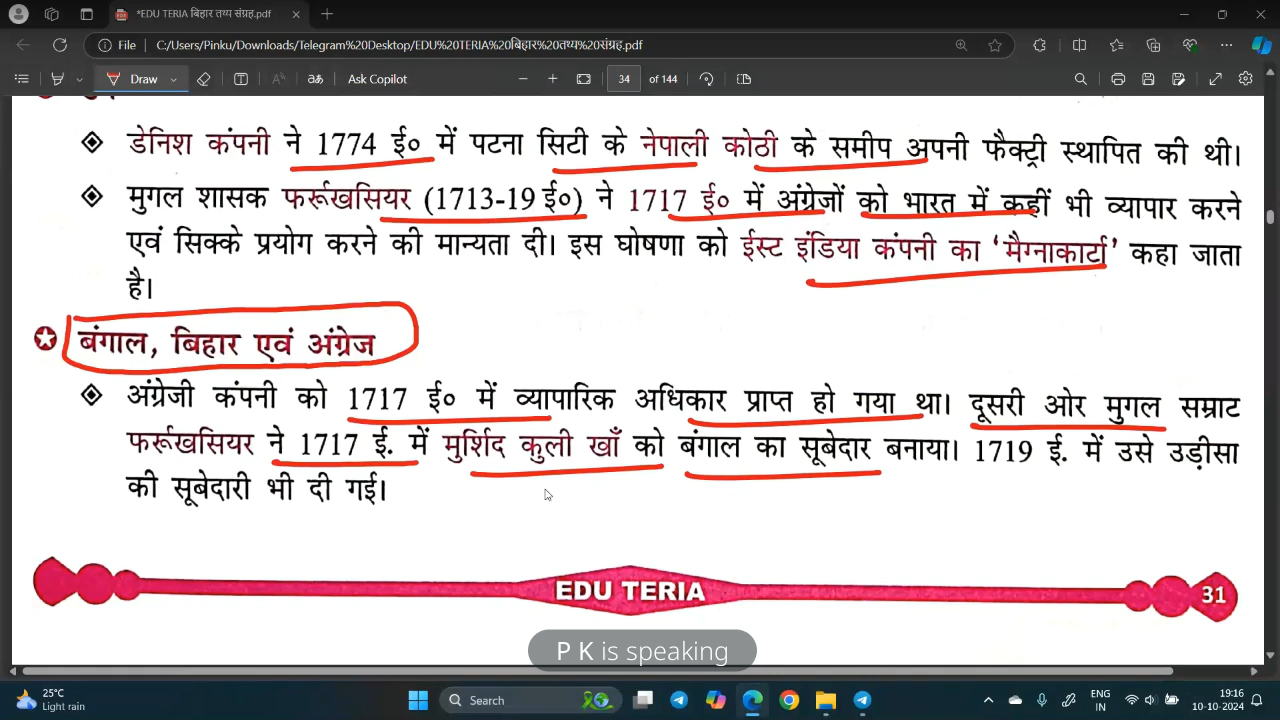 *EDU TERIA बिहार तथ्य संग्रह.pdf
File C:/Users/Pinku/Downloads/Telegram%20Desktop/EDU%20TERIA%20बिहार%20तथ्य%20संग्रह.pdf
Draw Ask Copilot 34 of 144
डेनिश कंपनी ने 1774 ई० में पटना सिटी के नेपाली कोठी के समीप अपनी फैक्ट्री स्थापित की थी।
मुगल शासक फर्रूखसियर (1713-19 ई०) ने 1717 ई० में अंग्रेजों को भारत में कहीं भी व्यापार करने
एवं सिक्के प्रयोग करने की मान्यता दी। इस घोषणा को ईस्ट इंडिया कंपनी का ‘मैग्नाकार्टा’ कहा जाता
है।
बंगाल, बिहार एवं अंग्रेज
अंग्रेजी कंपनी को 1717 ई० में व्यापारिक अधिकार प्राप्त हो गया था। दूसरी ओर मुगल सम्राट
फर्रूखसियर ने 1717 ई. में मुर्शिद कुली खाँ को बंगाल का सूबेदार बनाया। 1719 ई. में उसे उड़ीसा
की सूबेदारी भी दी गई।
EDU TERIA 31
P K is speaking
25°C
Light rain
Search
ENG
IN
19:16
10-10-2024